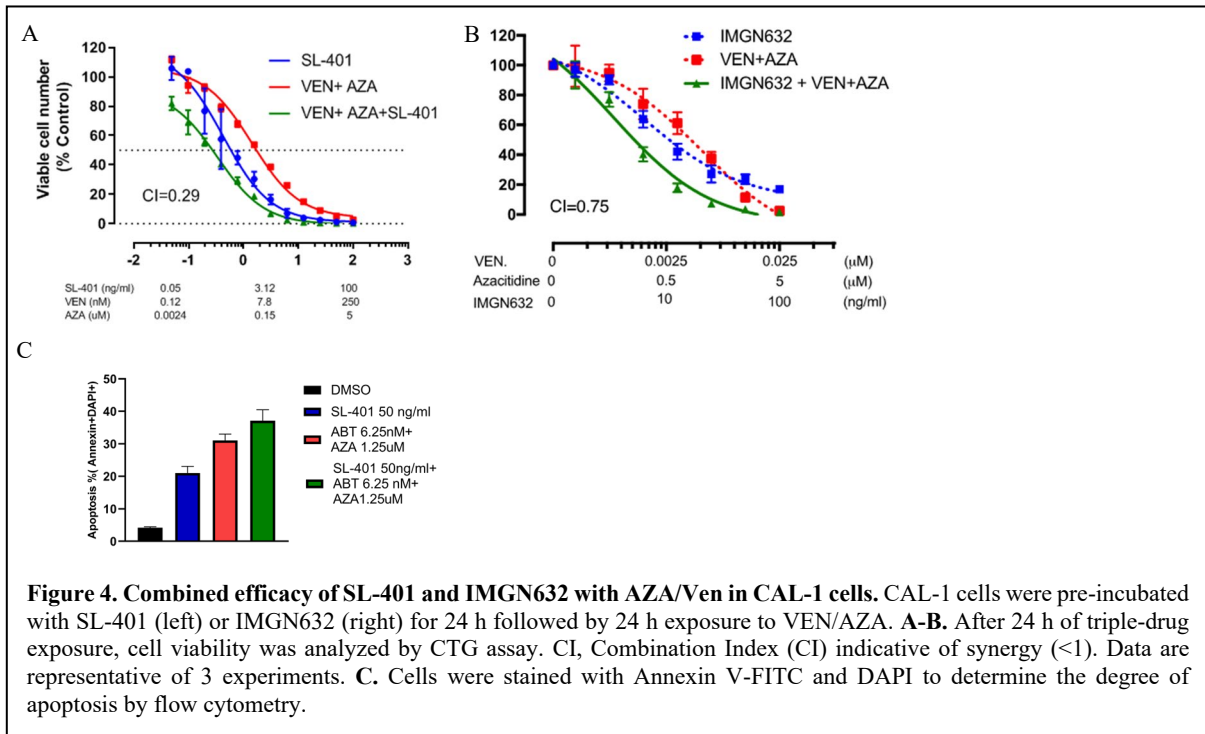 A
120
100
80
60
40
20
0
Viable cell number
(% Control)
SL-401
VEN+ AZA
VEN+ AZA+SL-401
CI=0.29
-2 -1 0 1 2 3
SL-401 (ng/ml) 0.05 3.12 100
VEN (nM) 0.12 7.8 250
AZA (uM) 0.0024 0.15 5
B
120
100
80
60
40
20
0
IMGN632
VEN+AZA
IMGN632 + VEN+AZA
CI=0.75
VEN. 0 0.0025 0.025 (μM)
Azacitidine 0 0.5 5 (μM)
IMGN632 0 10 100 (ng/ml)
C
50
40
30
20
10
0
Apoptosis %( Annexin+DAPI+)
DMSO
SL-401 50 ng/ml
ABT 6.25nM+
AZA 1.25uM
SL-401 50ng/ml+
ABT 6.25 nM+
AZA1.25uM
Figure 4. Combined efficacy of SL-401 and IMGN632 with AZA/Ven in CAL-1 cells. CAL-1 cells were pre-incubated
with SL-401 (left) or IMGN632 (right) for 24 h followed by 24 h exposure to VEN/AZA. A-B. After 24 h of triple-drug
exposure, cell viability was analyzed by CTG assay. CI, Combination Index (CI) indicative of synergy (<1). Data are
representative of 3 experiments. C. Cells were stained with Annexin V-FITC and DAPI to determine the degree of
apoptosis by flow cytometry.